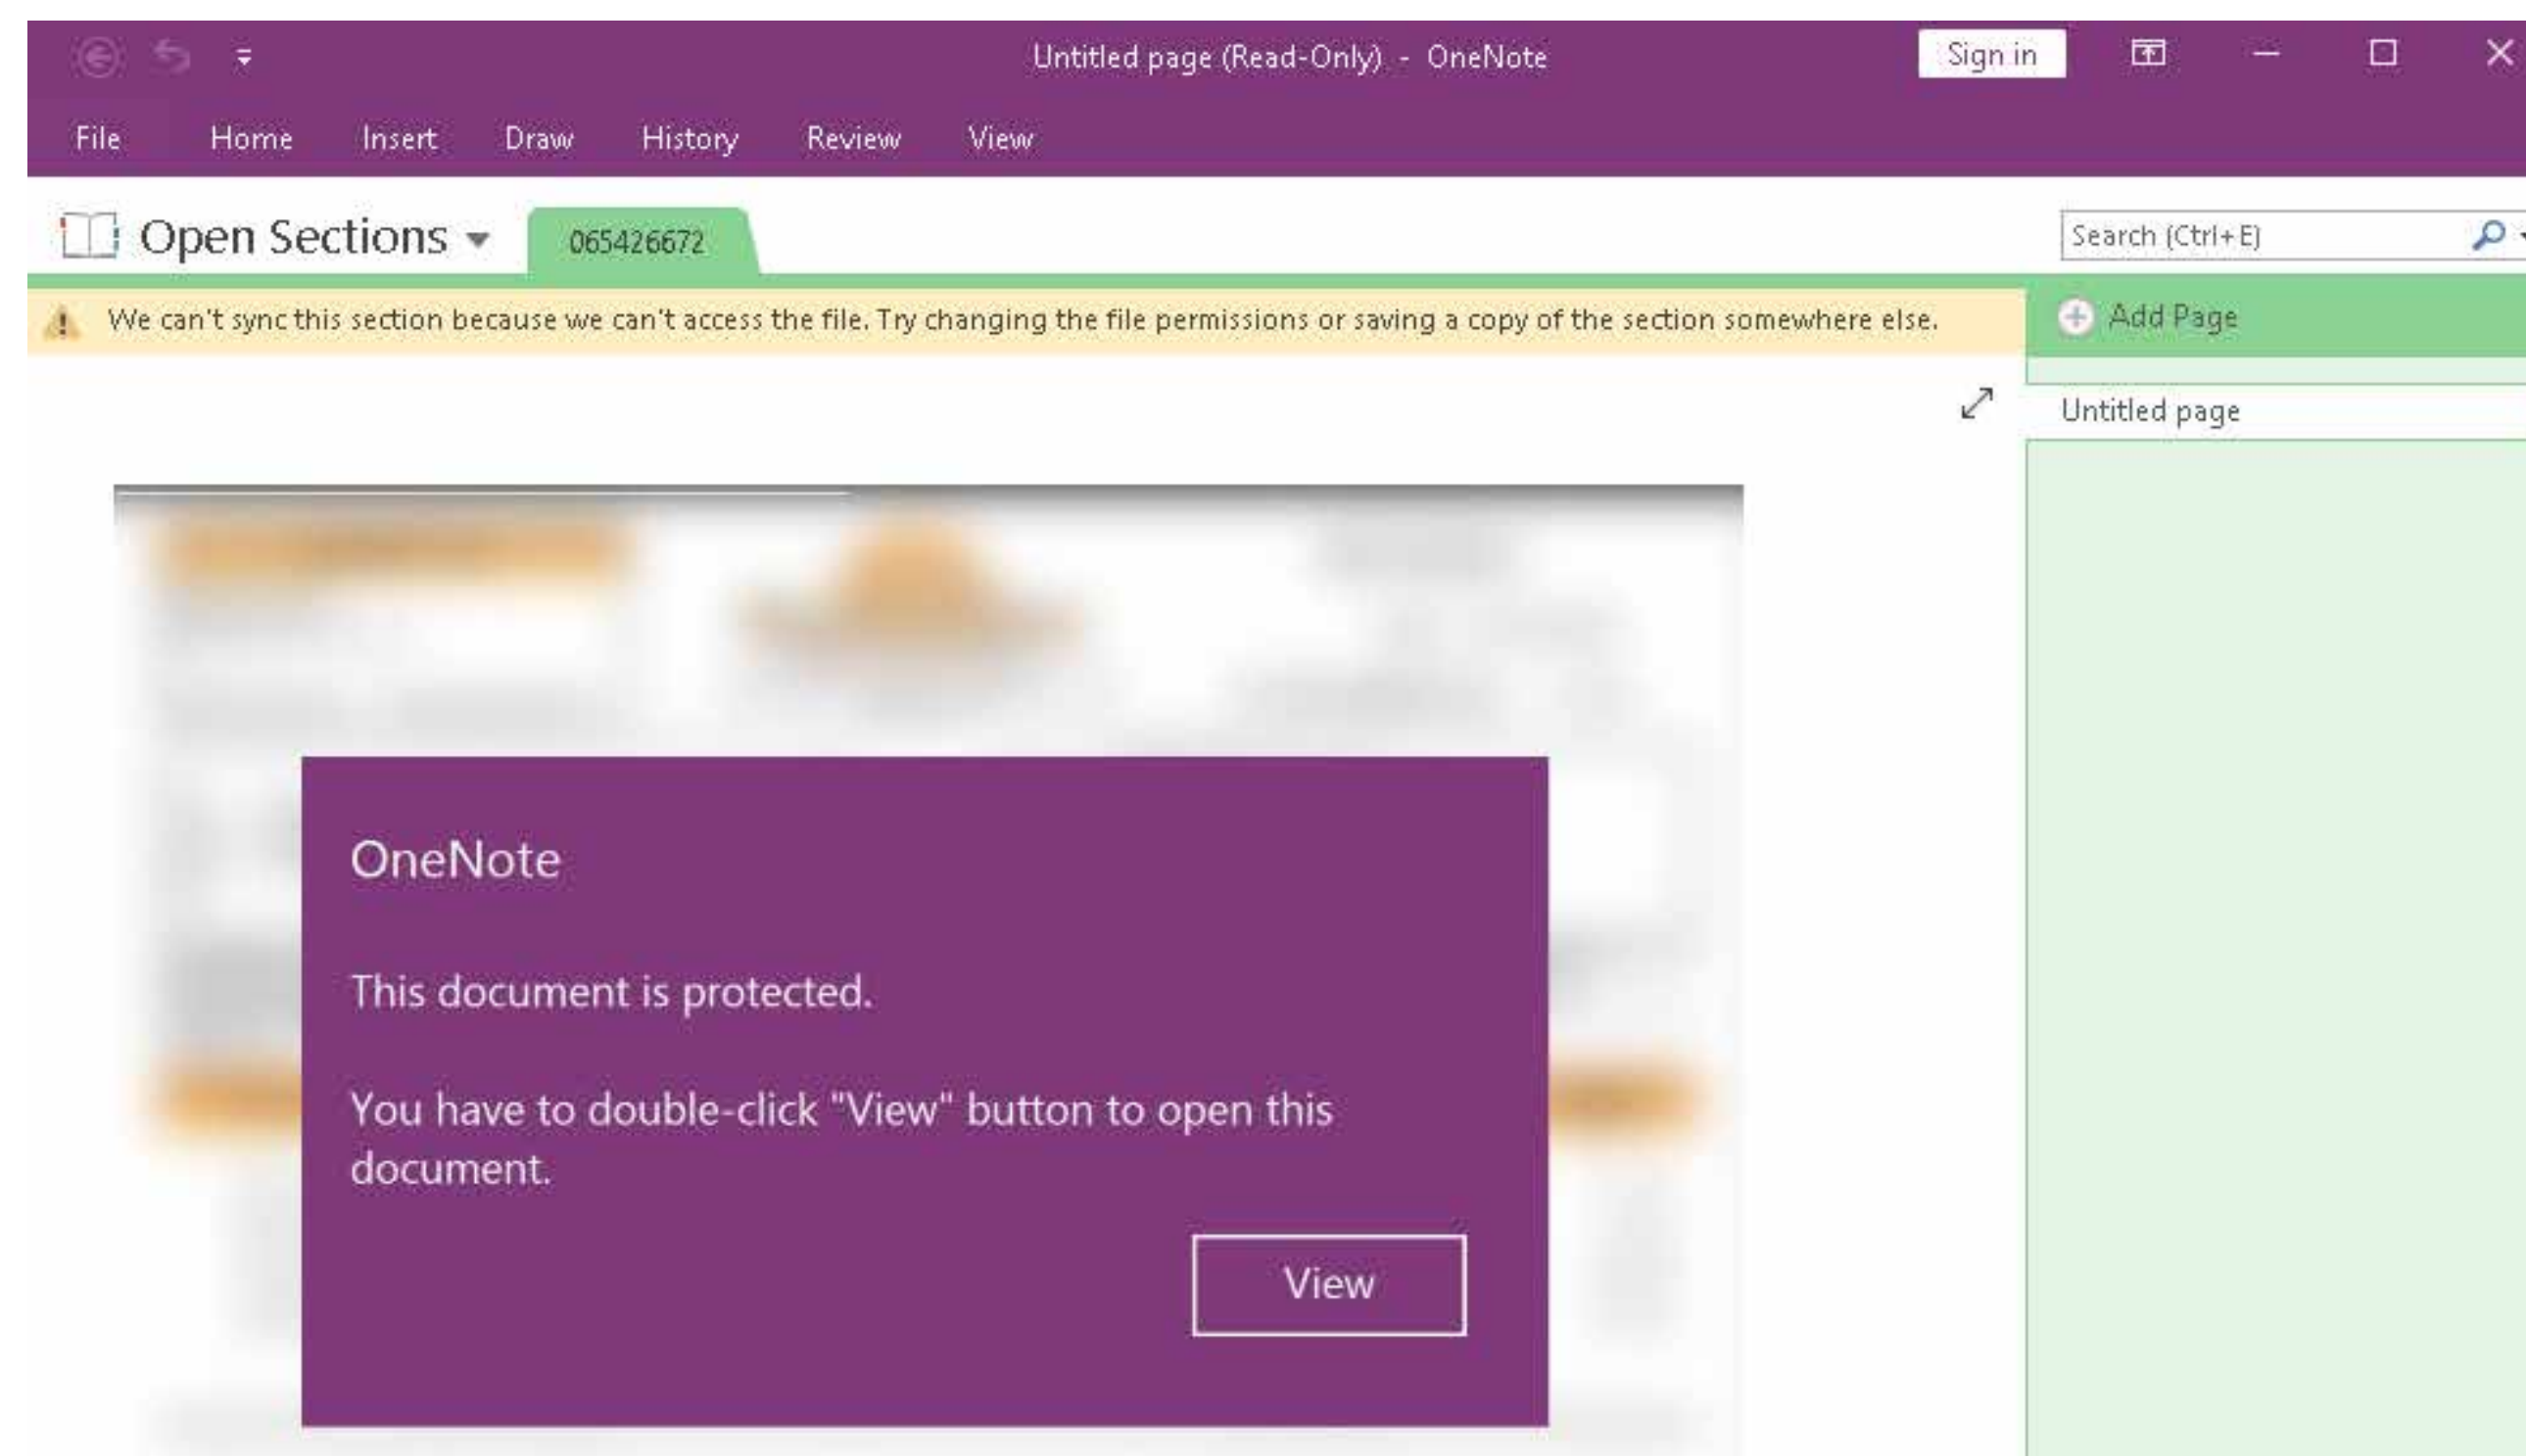 Untitled page (Read-Only) - OneNote
Sign in
File Home Insert Draw History Review View
Open Sections
065426672
Search (Ctrl+E)
We can't sync this section because we can't access the file. Try changing the file permissions or saving a copy of the section somewhere else.
Add Page
Untitled page
OneNote
This document is protected.
You have to double-click "View" button to open this
document.
View